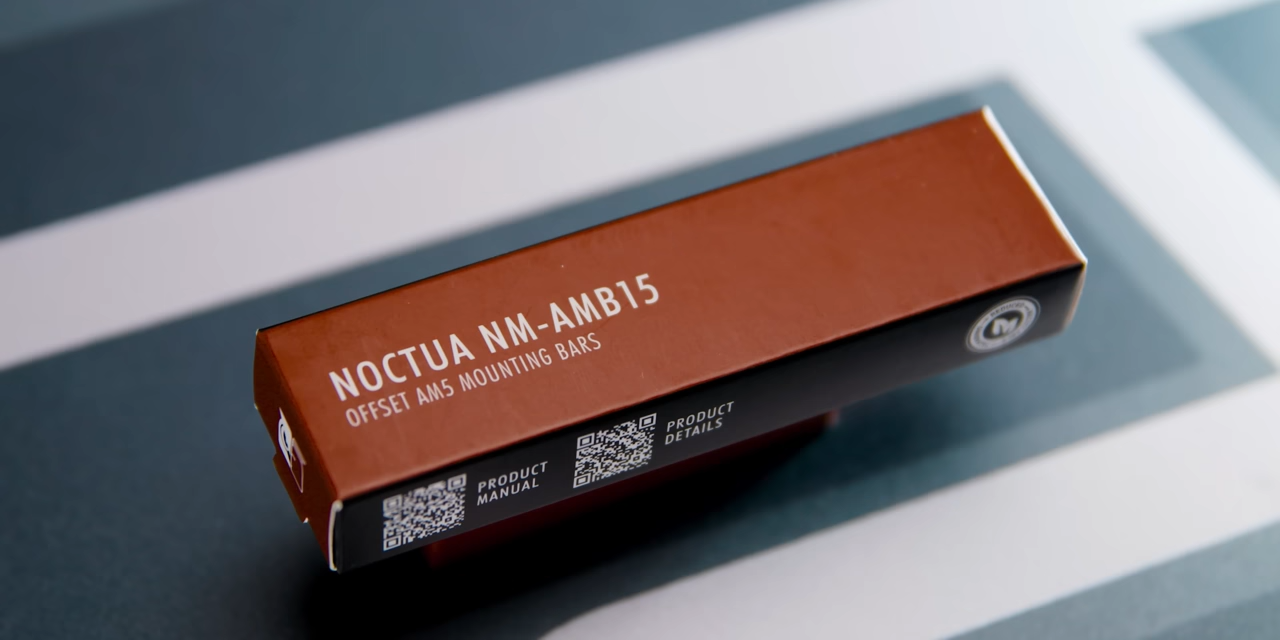 NOCTUA NM-AMB15
OFFSET AM5 MOUNTING BARS
PRODUCT
MANUAL
PRODUCT
DETAILS